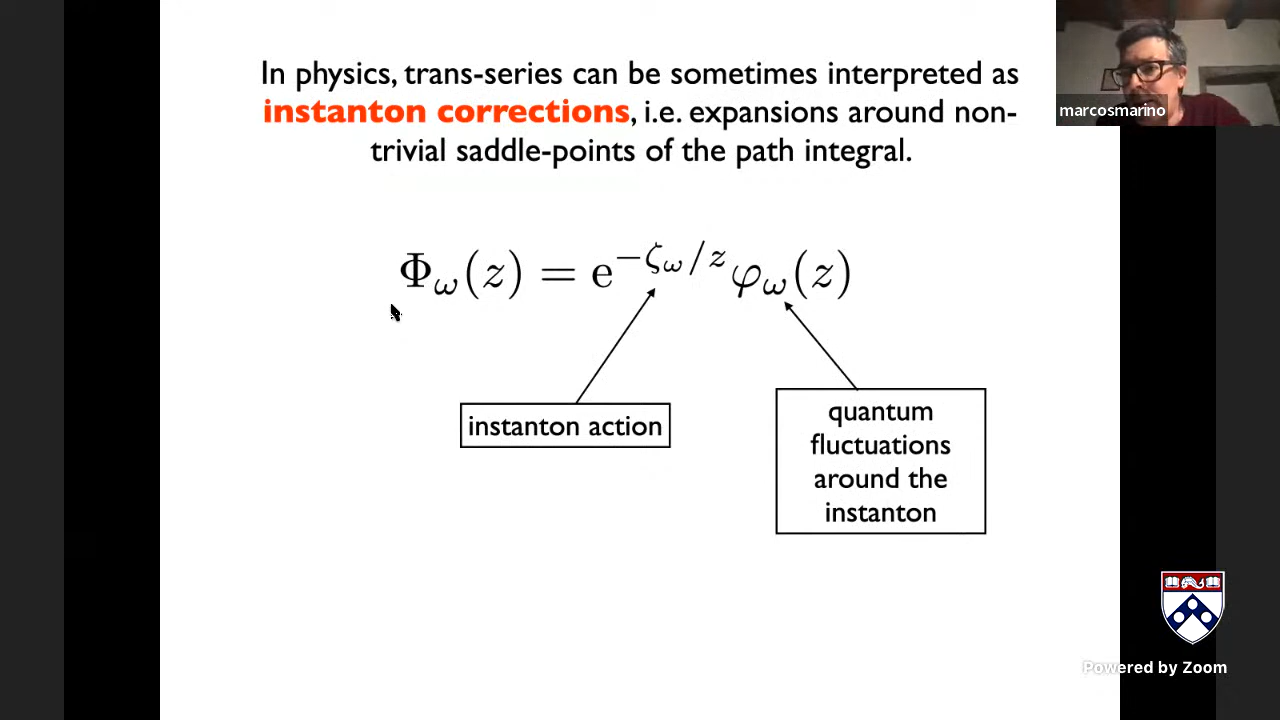 In physics, trans-series can be sometimes interpreted as
instanton corrections, i.e. expansions around non-
trivial saddle-points of the path integral.
marcosmarino
Φ_ω(z) = e^{−ζ_ω/z} φ_ω(z)
instanton action
quantum
fluctuations
around the
instanton
Powered by Zoom